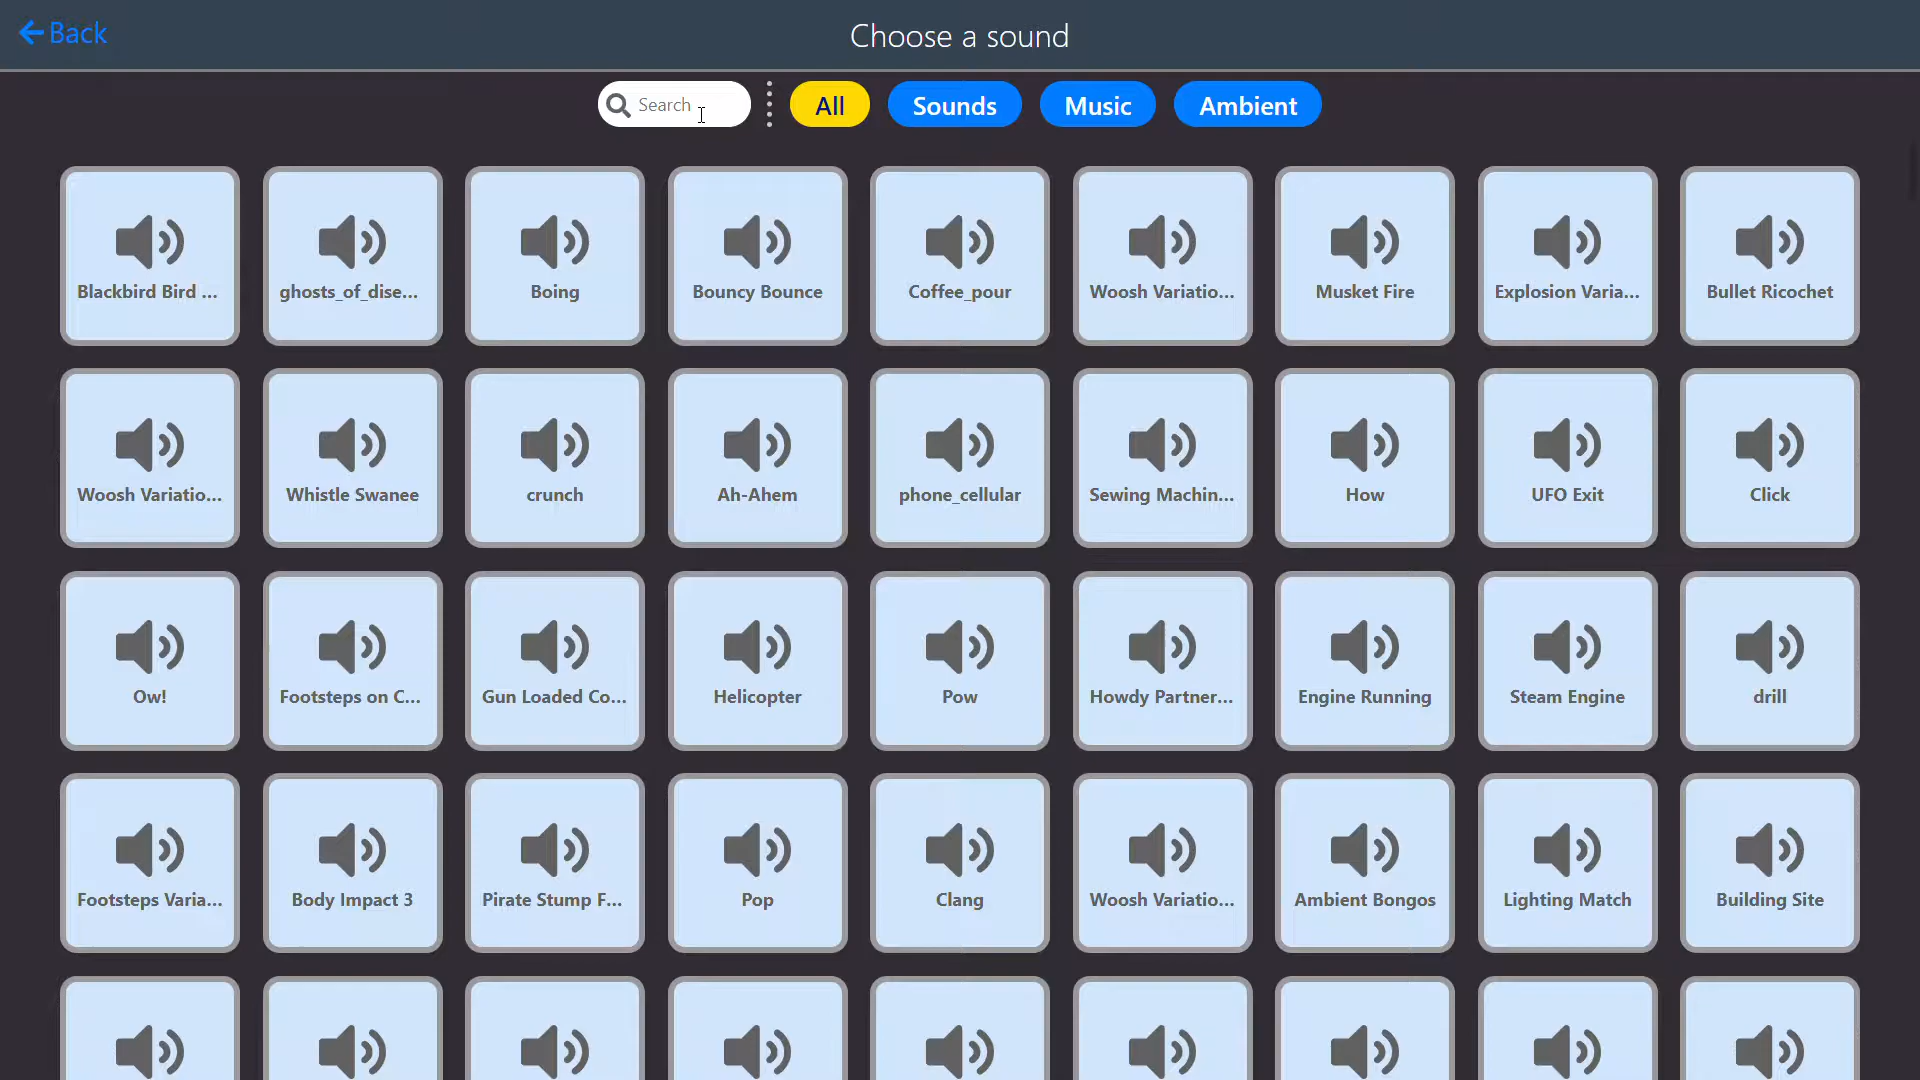 Back
Choose a sound
Search
All
Sounds
Music
Ambient
Blackbird Bird ...
ghosts_of_dise...
Boing
Bouncy Bounce
Coffee_pour
Woosh Variatio...
Musket Fire
Explosion Varia...
Bullet Ricochet
Woosh Variatio...
Whistle Swanee
crunch
Ah-Ahem
phone_cellular
Sewing Machin...
How
UFO Exit
Click
Ow!
Footsteps on C...
Gun Loaded Co...
Helicopter
Pow
Howdy Partner...
Engine Running
Steam Engine
drill
Footsteps Varia...
Body Impact 3
Pirate Stump F...
Pop
Clang
Woosh Variatio...
Ambient Bongos
Lighting Match
Building Site